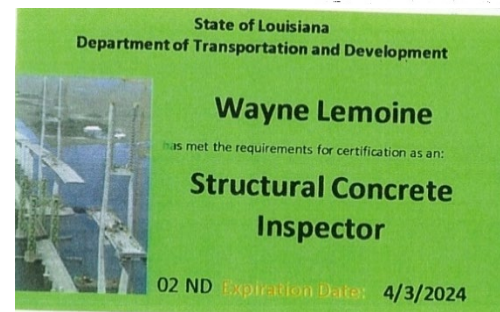 State of Louisiana
Department of Transportation and Development
Wayne Lemoine
has met the requirements for certification as an:
Structural Concrete
Inspector
02 ND Expiration Date: 4/3/2024